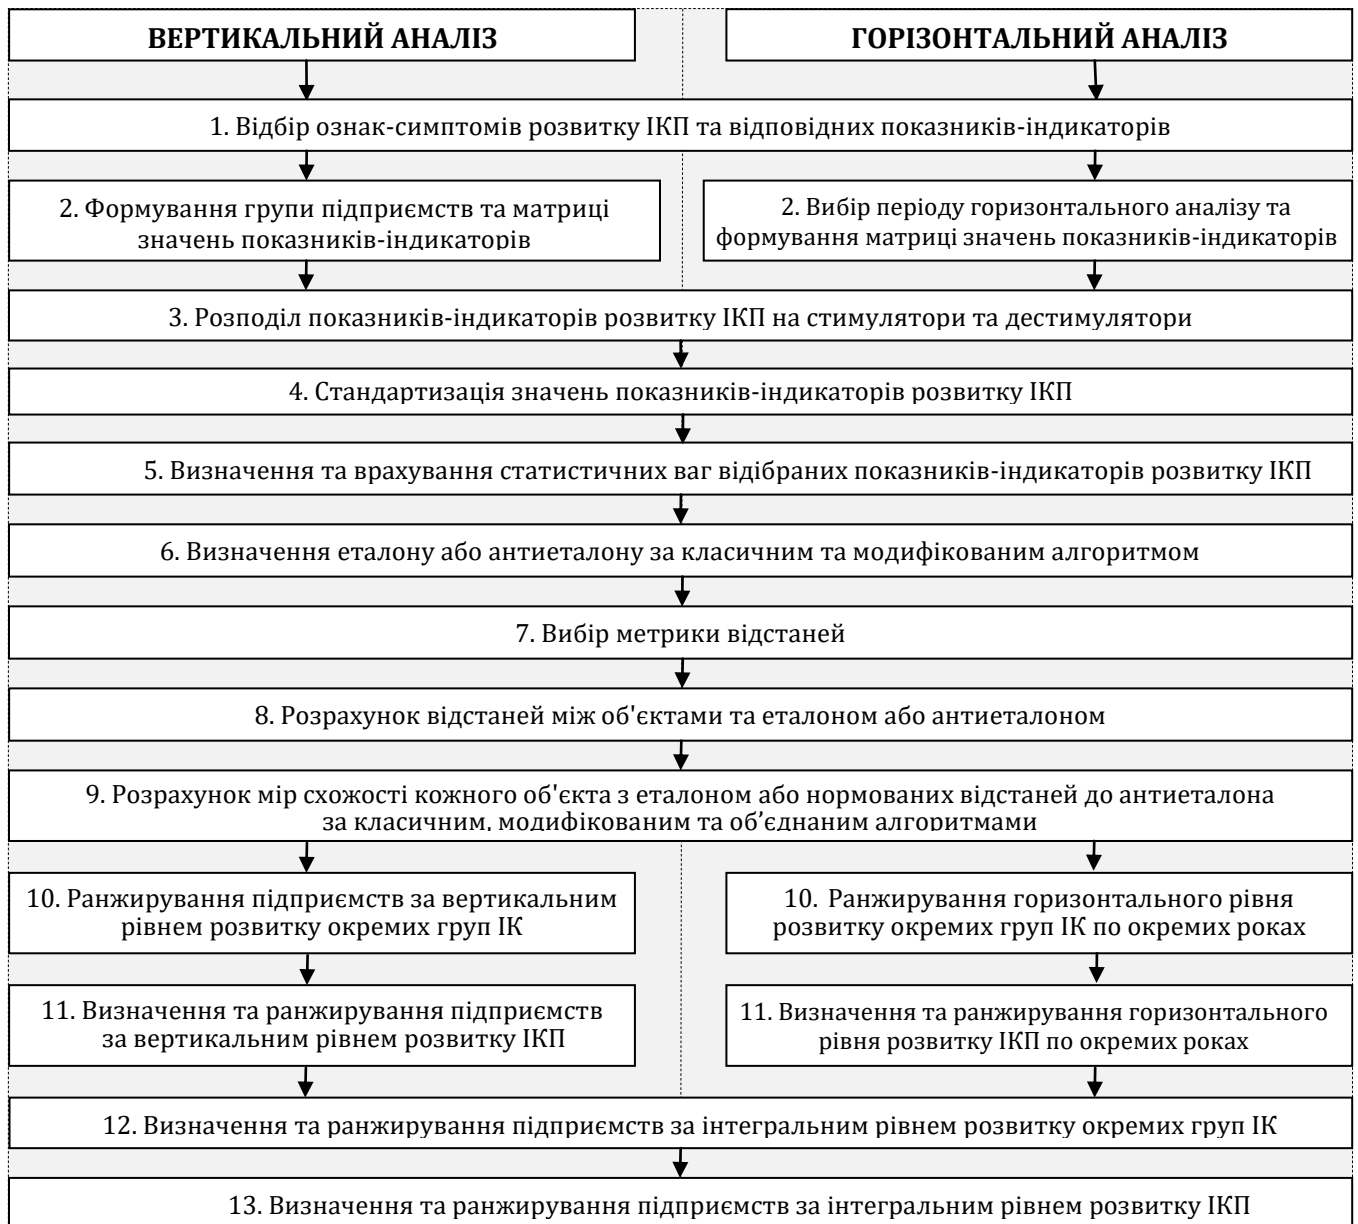 ВЕРТИКАЛЬНИЙ АНАЛІЗ
ГОРІЗОНТАЛЬНИЙ АНАЛІЗ
1. Відбір ознак-симптомів розвитку ІКП та відповідних показників-індикаторів
2. Формування групи підприємств та матриці
значень показників-індикаторів
2. Вибір періоду горизонтального аналізу та
формування матриці значень показників-індикаторів
3. Розподіл показників-індикаторів розвитку ІКП на стимулятори та дестимулятори
4. Стандартизація значень показників-індикаторів розвитку ІКП
5. Визначення та врахування статистичних ваг відібраних показників-індикаторів розвитку ІКП
6. Визначення еталону або антиеталону за класичним та модифікованим алгоритмом
7. Вибір метрики відстаней
8. Розрахунок відстаней між об'єктами та еталоном або антиеталоном
9. Розрахунок мір схожості кожного об'єкта з еталоном або нормованих відстаней до антиеталона
за класичним, модифікованим та об’єднаним алгоритмами
10. Ранжирування підприємств за вертикальним
рівнем розвитку окремих груп ІК
10. Ранжирування горизонтального рівня
розвитку окремих груп ІК по окремих роках
11. Визначення та ранжирування підприємств
за вертикальним рівнем розвитку ІКП
11. Визначення та ранжирування горизонтального
рівня розвитку ІКП по окремих роках
12. Визначення та ранжирування підприємств за інтегральним рівнем розвитку окремих груп ІК
13. Визначення та ранжирування підприємств за інтегральним рівнем розвитку ІКП